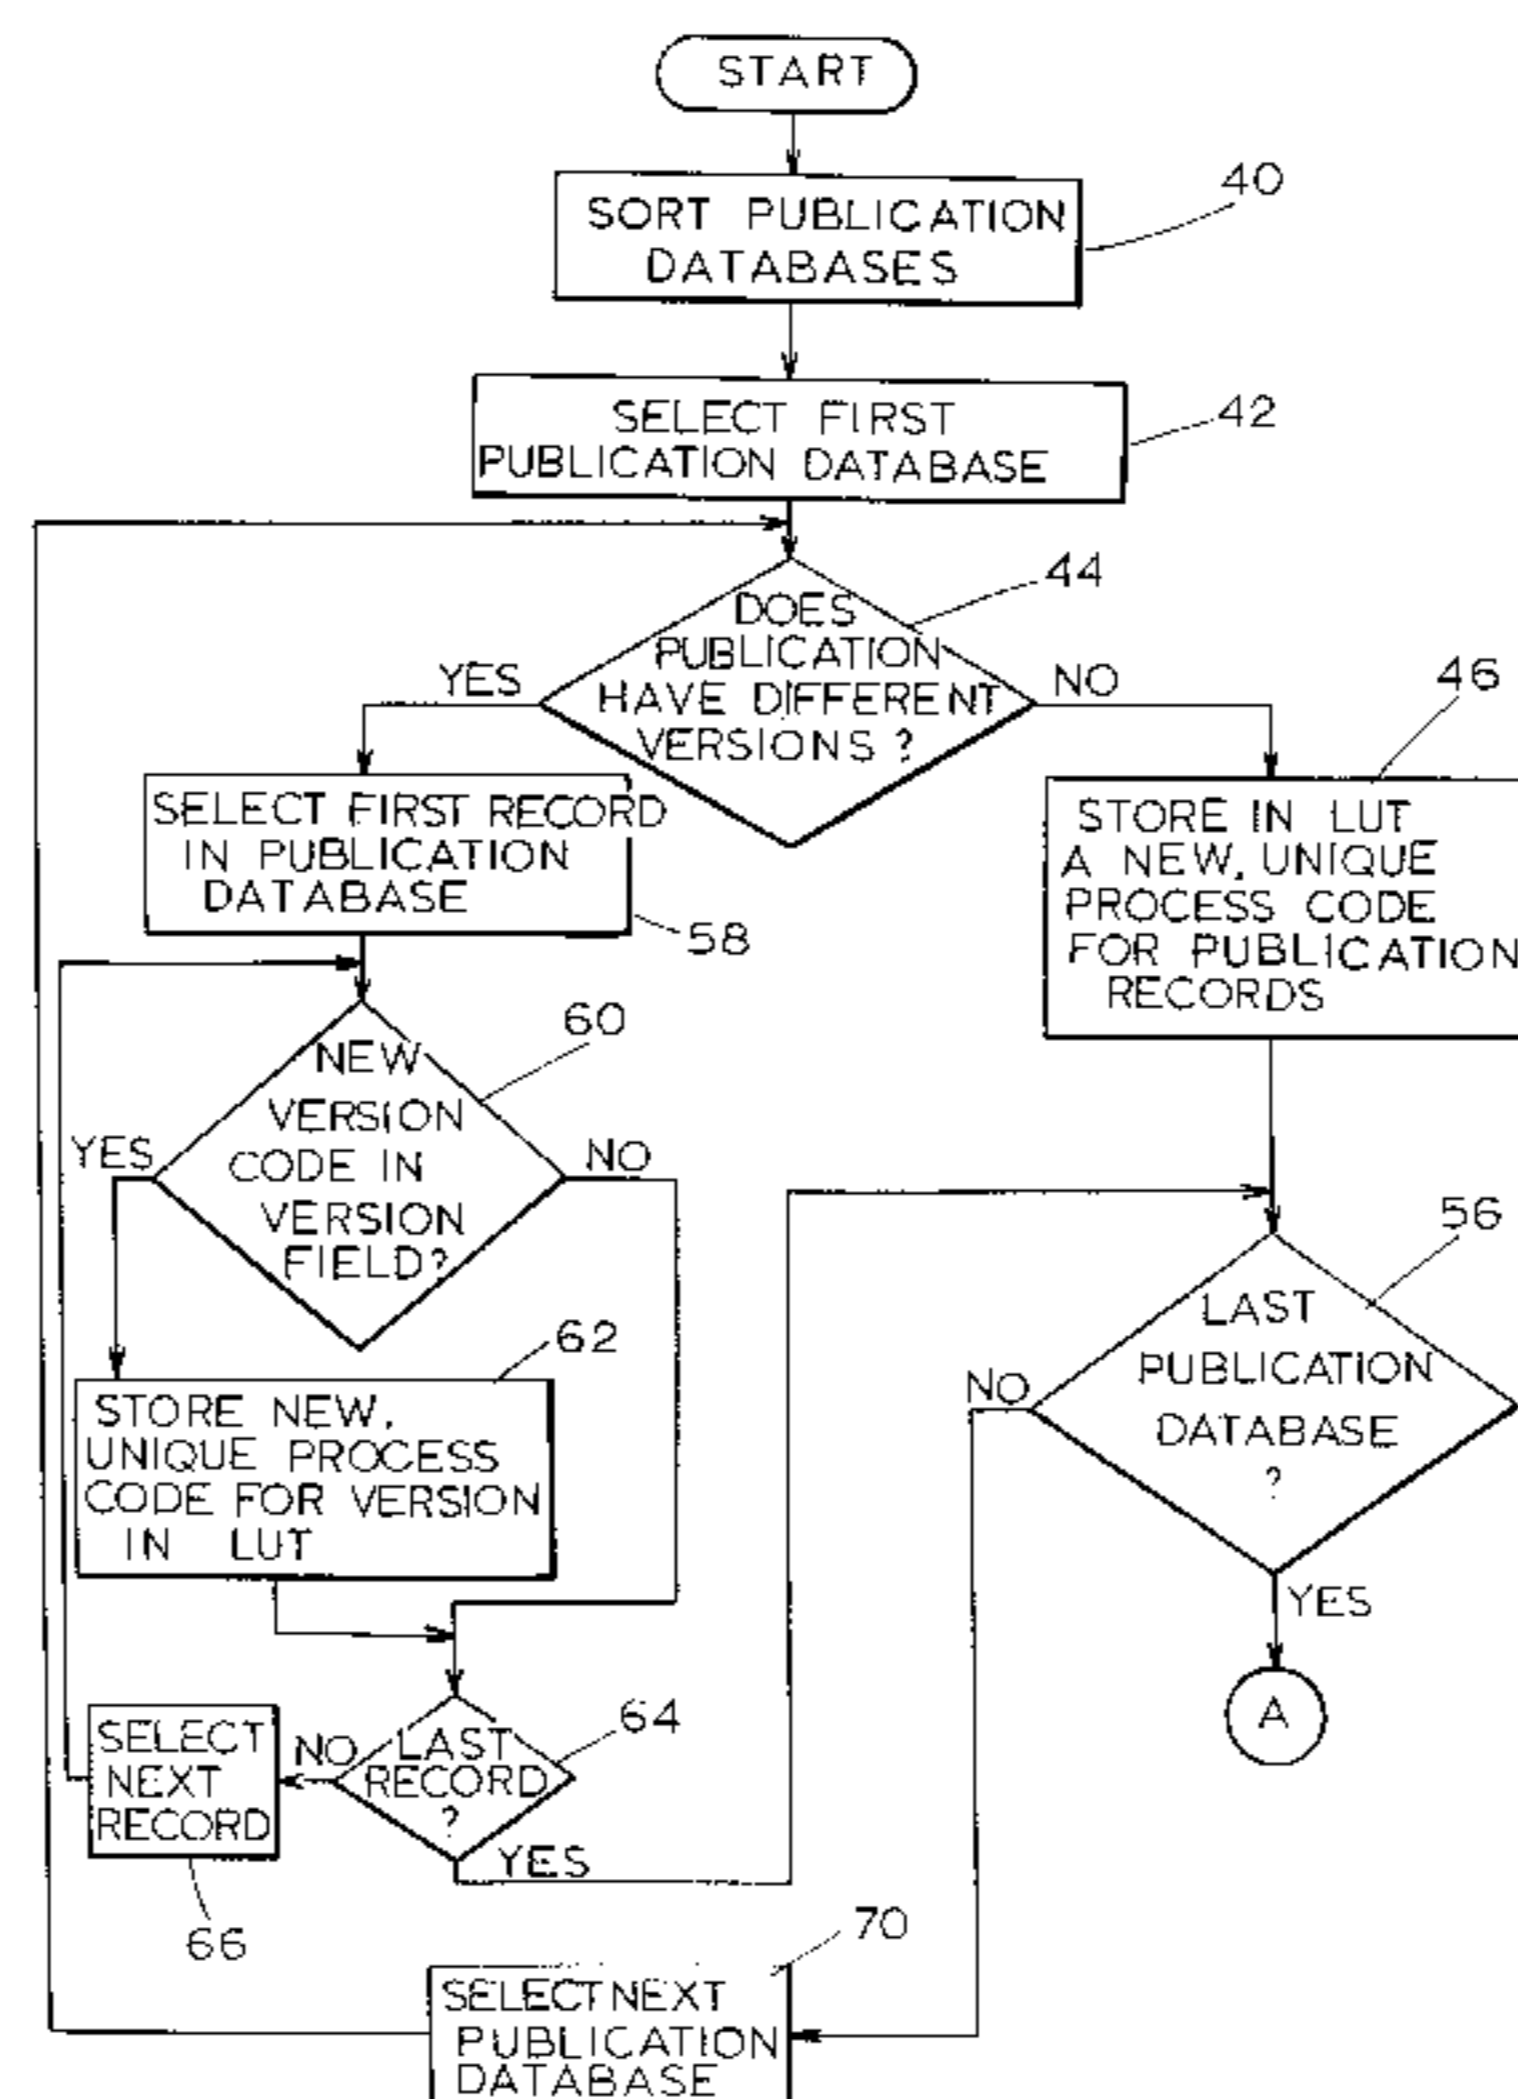 START
SORT PUBLICATION
DATABASES
40
SELECT FIRST
PUBLICATION DATABASE
42
DOES
PUBLICATION
HAVE DIFFERENT
VERSIONS ?
44
YES
NO
46
SELECT FIRST RECORD
IN PUBLICATION
DATABASE
58
STORE IN LUT
A NEW, UNIQUE
PROCESS CODE
FOR PUBLICATION
RECORDS
NEW
VERSION
CODE IN
VERSION
FIELD?
60
YES
NO
62
STORE NEW,
UNIQUE PROCESS
CODE FOR VERSION
IN LUT
56
LAST
PUBLICATION
DATABASE
?
NO
YES
A
LAST
RECORD
?
64
NO
YES
SELECT
NEXT
RECORD
66
70
SELECT NEXT
PUBLICATION
DATABASE